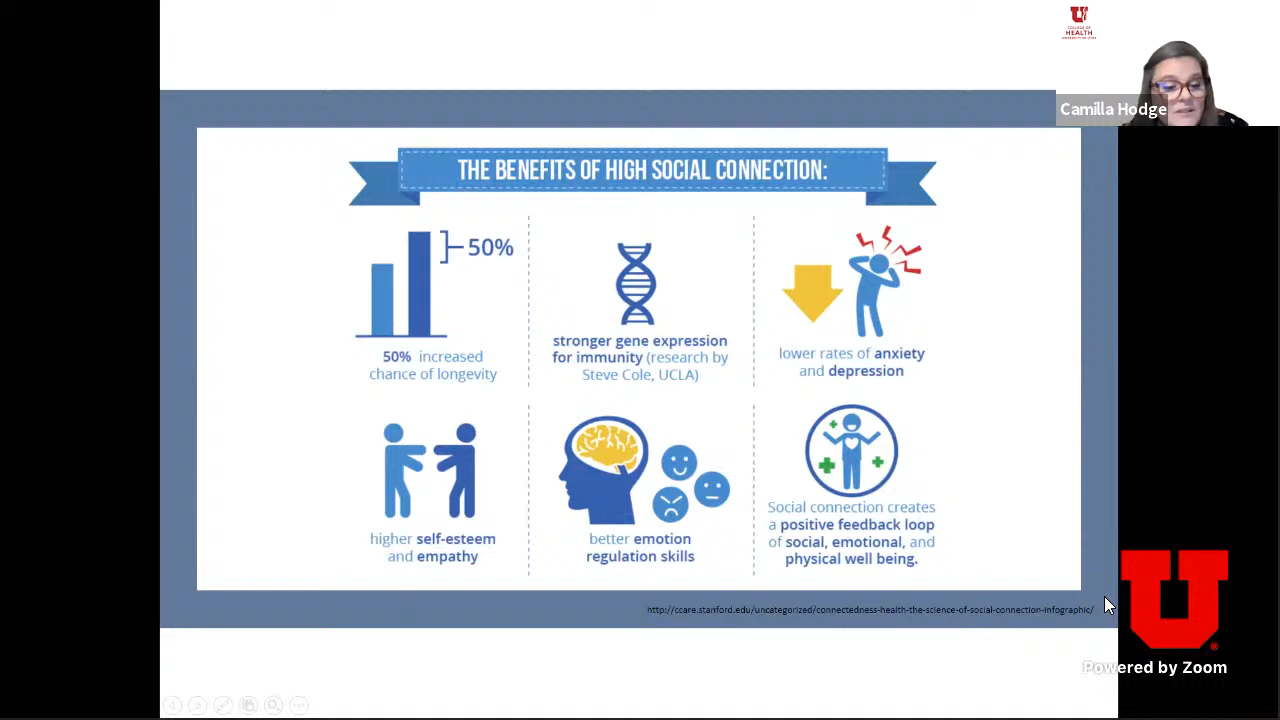 U
COLLEGE OF
HEALTH
UNIVERSITY OF UTAH
Camilla Hodge
THE BENEFITS OF HIGH SOCIAL CONNECTION:
50%
50% increased
chance of longevity
stronger gene expression
for immunity (research by
Steve Cole, UCLA)
lower rates of anxiety
and depression
higher self-esteem
and empathy
better emotion
regulation skills
Social connection creates
a positive feedback loop
of social, emotional, and
physical well being.
http://ccare.stanford.edu/uncategorized/connectedness-health-the-science-of-social-connection-infographic/
U
®
Powered by Zoom